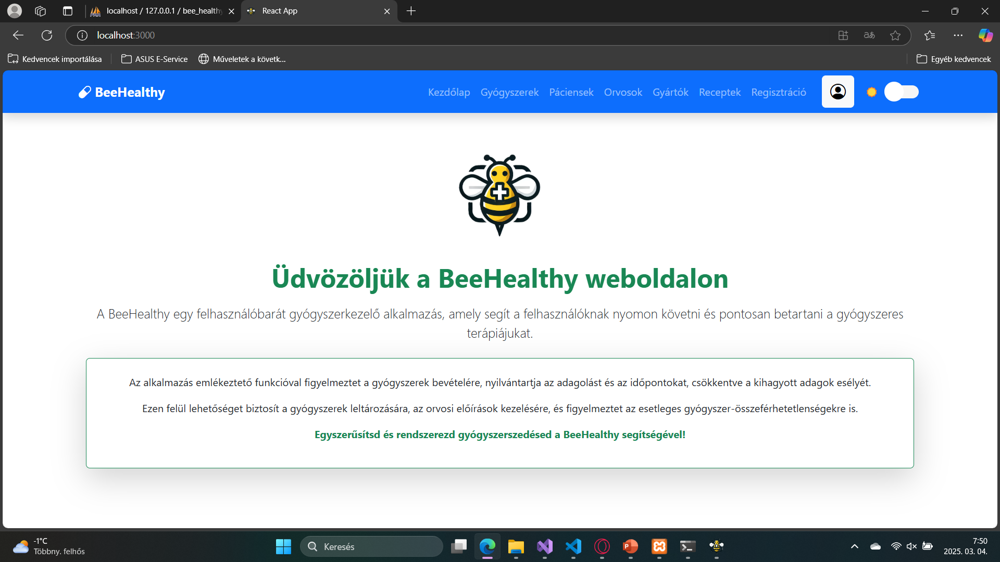 localhost / 127.0.0.1 / bee_healthy
React App
localhost:3000
Kedvencek importálása
ASUS E-Service
Műveletek a követk...
Egyéb kedvencek
BeeHealthy
Kezdőlap
Gyógyszerek
Páciensek
Orvosok
Gyártók
Receptek
Regisztráció
Üdvözöljük a BeeHealthy weboldalon
A BeeHealthy egy felhasználóbarát gyógyszerkezelő alkalmazás, amely segít a felhasználóknak nyomon követni és pontosan betartani a gyógyszeres
terápiájukat.
Az alkalmazás emlékeztető funkcióval figyelmeztet a gyógyszerek bevételére, nyilvántartja az adagolást és az időpontokat, csökkentve a kihagyott adagok esélyét.
Ezen felül lehetőséget biztosít a gyógyszerek leltározására, az orvosi előírások kezelésére, és figyelmeztet az esetleges gyógyszer-összeférhetetlenségekre is.
Egyszerűsítsd és rendszerezd gyógyszerszedésed a BeeHealthy segítségével!
-1°C
Többny. felhős
Keresés
7:50
2025. 03. 04.